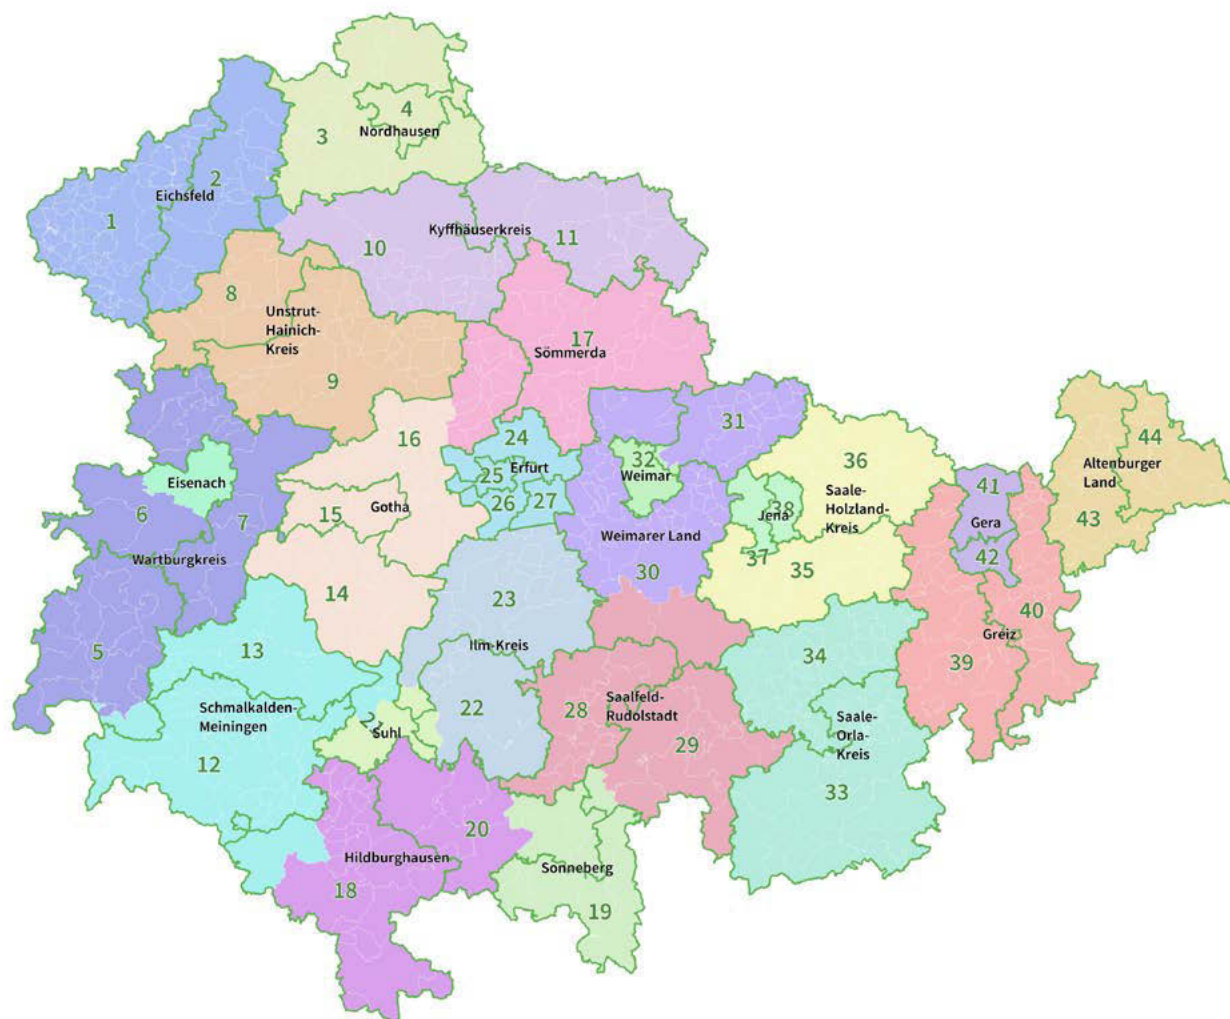 4
3
Nordhausen
2
Eichsfeld
1
Kyffhäuserkreis
11
10
8
Unstrut-
Hainich-
Kreis
17
Sömmerda
9
31
16
24
44
36
32
Altenburger
Land
25
Erfurt
Weimar
Eisenach
41
Saale-
Holzland-
Kreis
26
27
38
Jena
15
Gotha
6
7
43
Gera
Weimarer Land
42
37
Wartburgkreis
35
30
14
23
40
Greiz
5
13
Ilm-Kreis
34
39
Schmalkalden-
Meiningen
Saalfeld-
Rudolstadt
28
22
21
Suhl
Saale-
Orla-
Kreis
29
12
33
20
Hildburghausen
Sonneberg
18
19